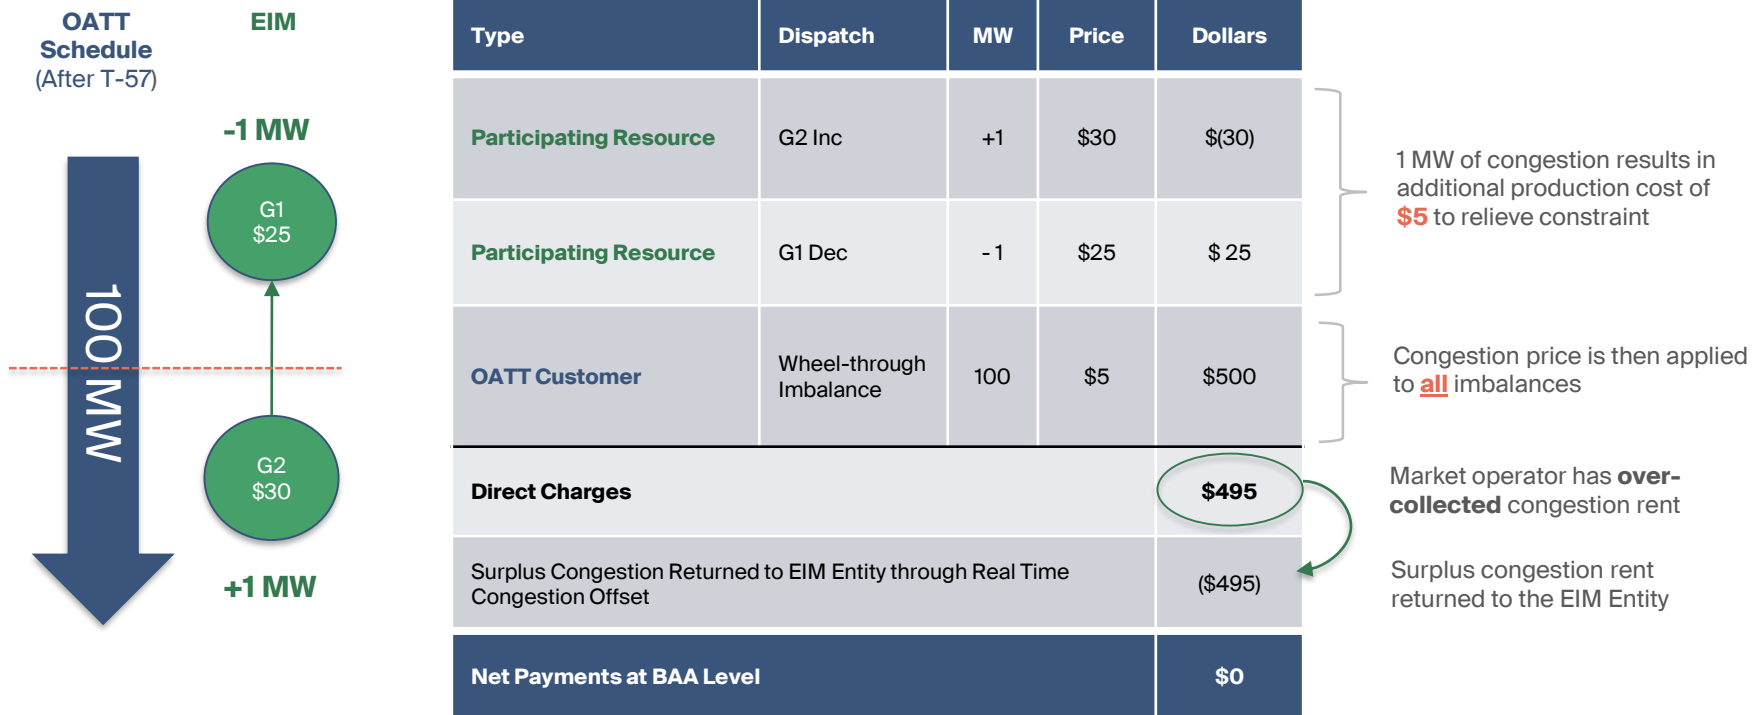 OATT
Schedule
(After T-57)
EIM
-1 MW
G1
$25
100 MW
G2
$30
+1 MW
Type Dispatch MW Price Dollars
Participating Resource G2 Inc +1 $30 $(30)
Participating Resource G1 Dec - 1 $25 $ 25
OATT Customer Wheel-through Imbalance 100 $5 $500
Direct Charges $495
Surplus Congestion Returned to EIM Entity through Real Time
Congestion Offset ($495)
Net Payments at BAA Level $0
1 MW of congestion results in
additional production cost of
$5 to relieve constraint
Congestion price is then applied
to all imbalances
Market operator has over-
collected congestion rent
Surplus congestion rent
returned to the EIM Entity